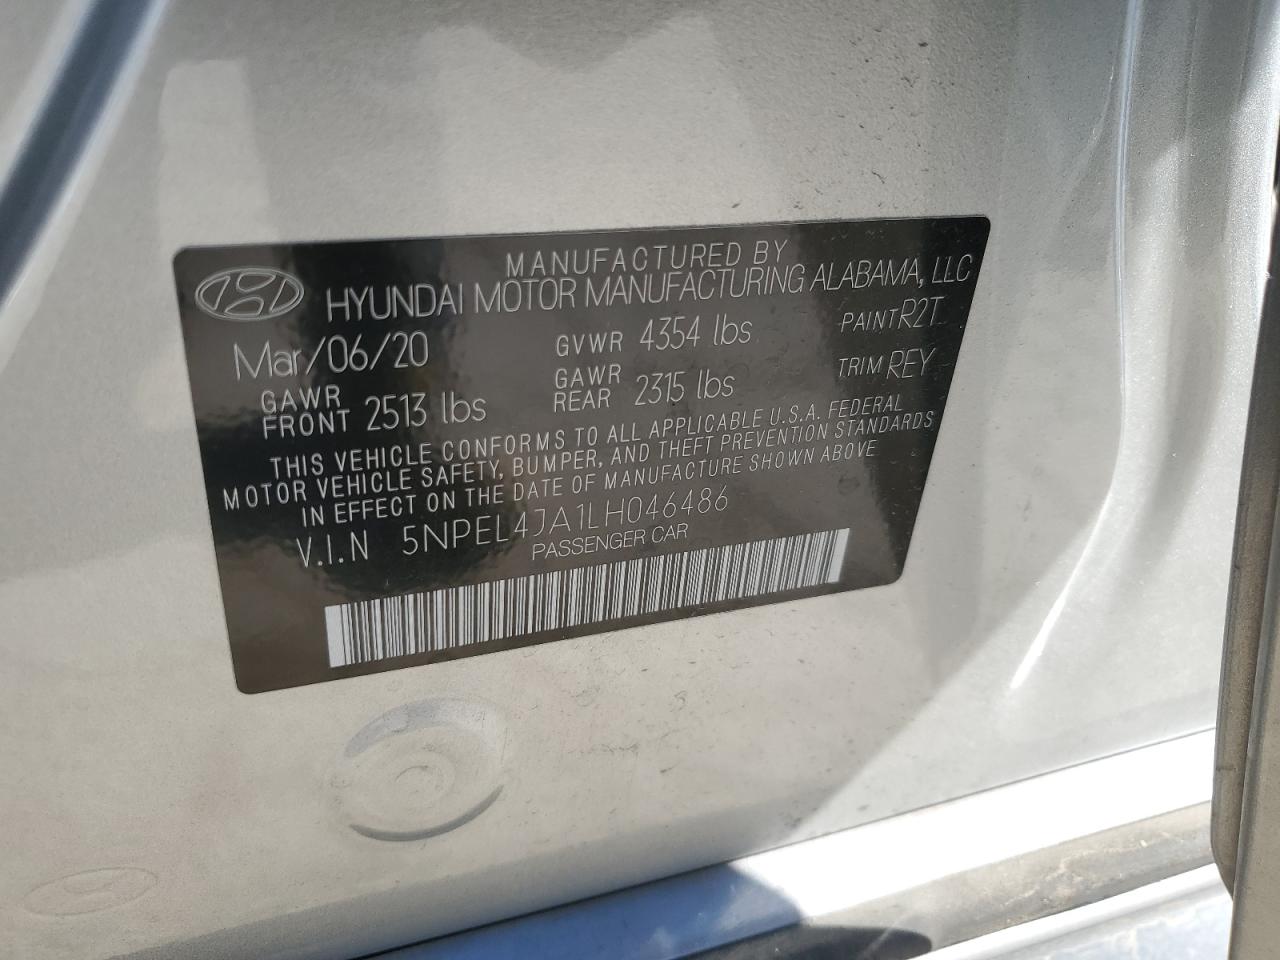 MANUFACTURED BY
HYUNDAI MOTOR MANUFACTURING ALABAMA, LLC
Mar/06/20 GVWR 4354 lbs PAINT R2T
GAWR FRONT 2513 lbs GAWR REAR 2315 lbs TRIM REY
THIS VEHICLE CONFORMS TO ALL APPLICABLE U.S.A. FEDERAL
MOTOR VEHICLE SAFETY, BUMPER, AND THEFT PREVENTION STANDARDS
IN EFFECT ON THE DATE OF MANUFACTURE SHOWN ABOVE
V.I.N 5NPEL4JA1LH046486
PASSENGER CAR